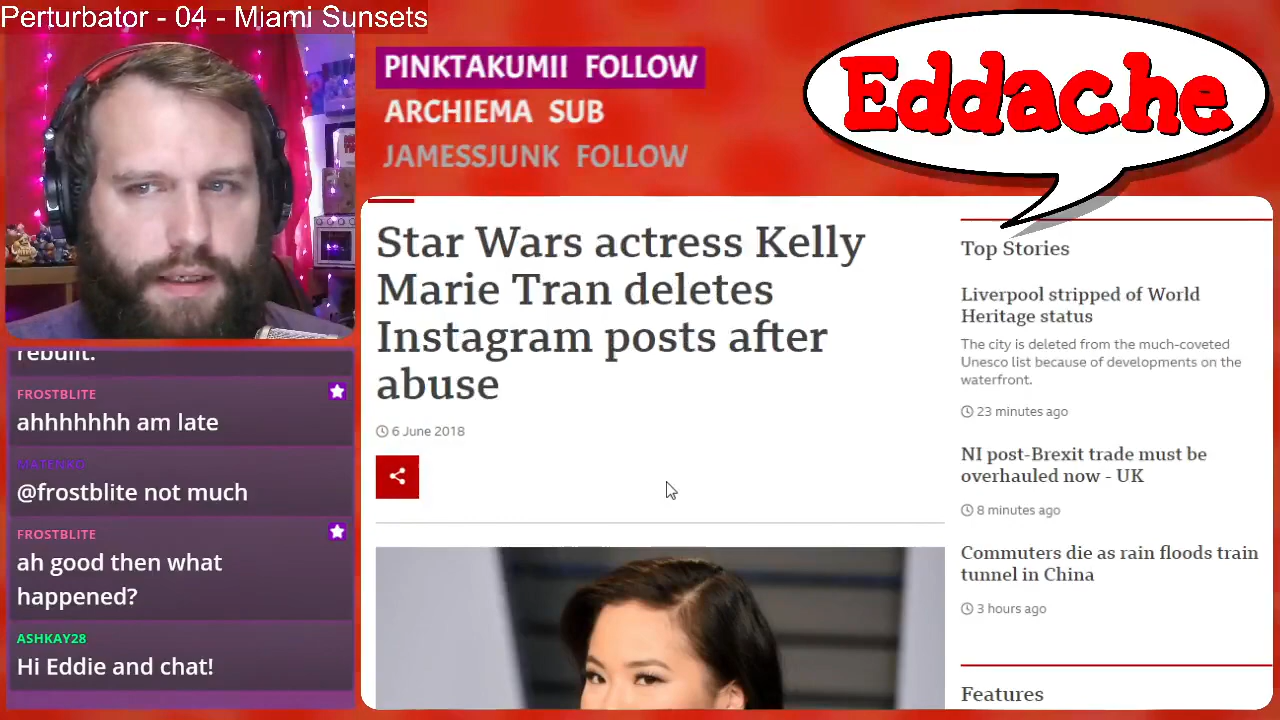 Perturbator - 04 - Miami Sunsets
PINKTAKUMII FOLLOW
ARCHIEMA SUB
JAMESSJUNK FOLLOW
Eddache
rebuilt.
FROSTBLITE
ahhhhhhh am late
MATENKO
@frostblite not much
FROSTBLITE
ah good then what
happened?
ASHKAY28
Hi Eddie and chat!
Star Wars actress Kelly
Marie Tran deletes
Instagram posts after
abuse
6 June 2018
Top Stories
Liverpool stripped of World
Heritage status
The city is deleted from the much-coveted
Unesco list because of developments on the
waterfront.
23 minutes ago
NI post-Brexit trade must be
overhauled now - UK
8 minutes ago
Commuters die as rain floods train
tunnel in China
3 hours ago
Features